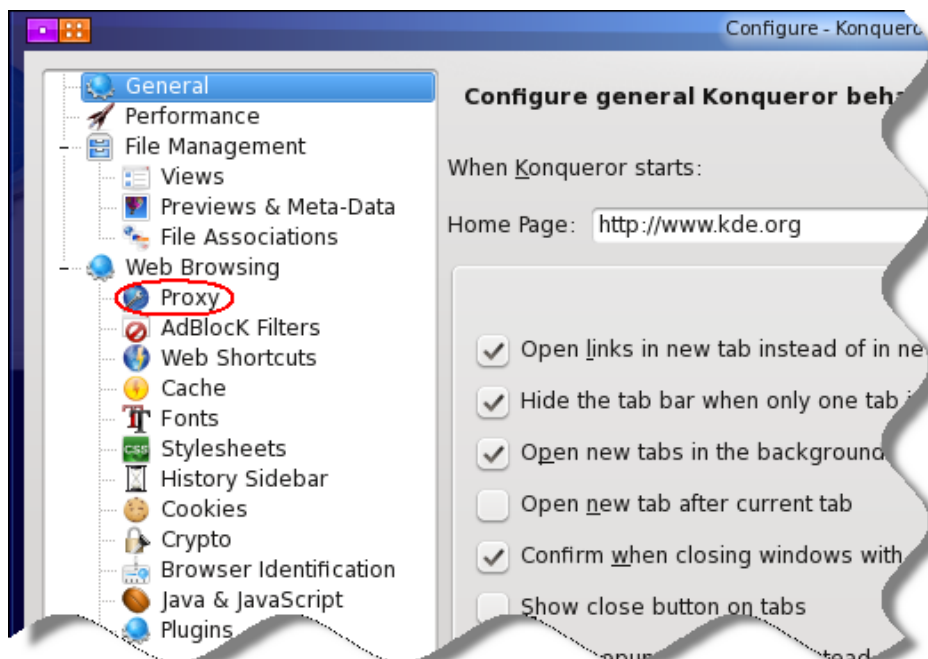 Configure - Konquero
General
Performance
File Management
Views
Previews & Meta-Data
File Associations
Web Browsing
Proxy
AdBlocK Filters
Web Shortcuts
Cache
Fonts
CSS
Stylesheets
History Sidebar
Cookies
Crypto
Browser Identification
Java & JavaScript
Plugins
Configure general Konqueror beha
When Konqueror starts:
Home Page: http://www.kde.org
Open links in new tab instead of in ne
Hide the tab bar when only one tab i
Open new tabs in the background
Open new tab after current tab
Confirm when closing windows with
Show close button on tabs